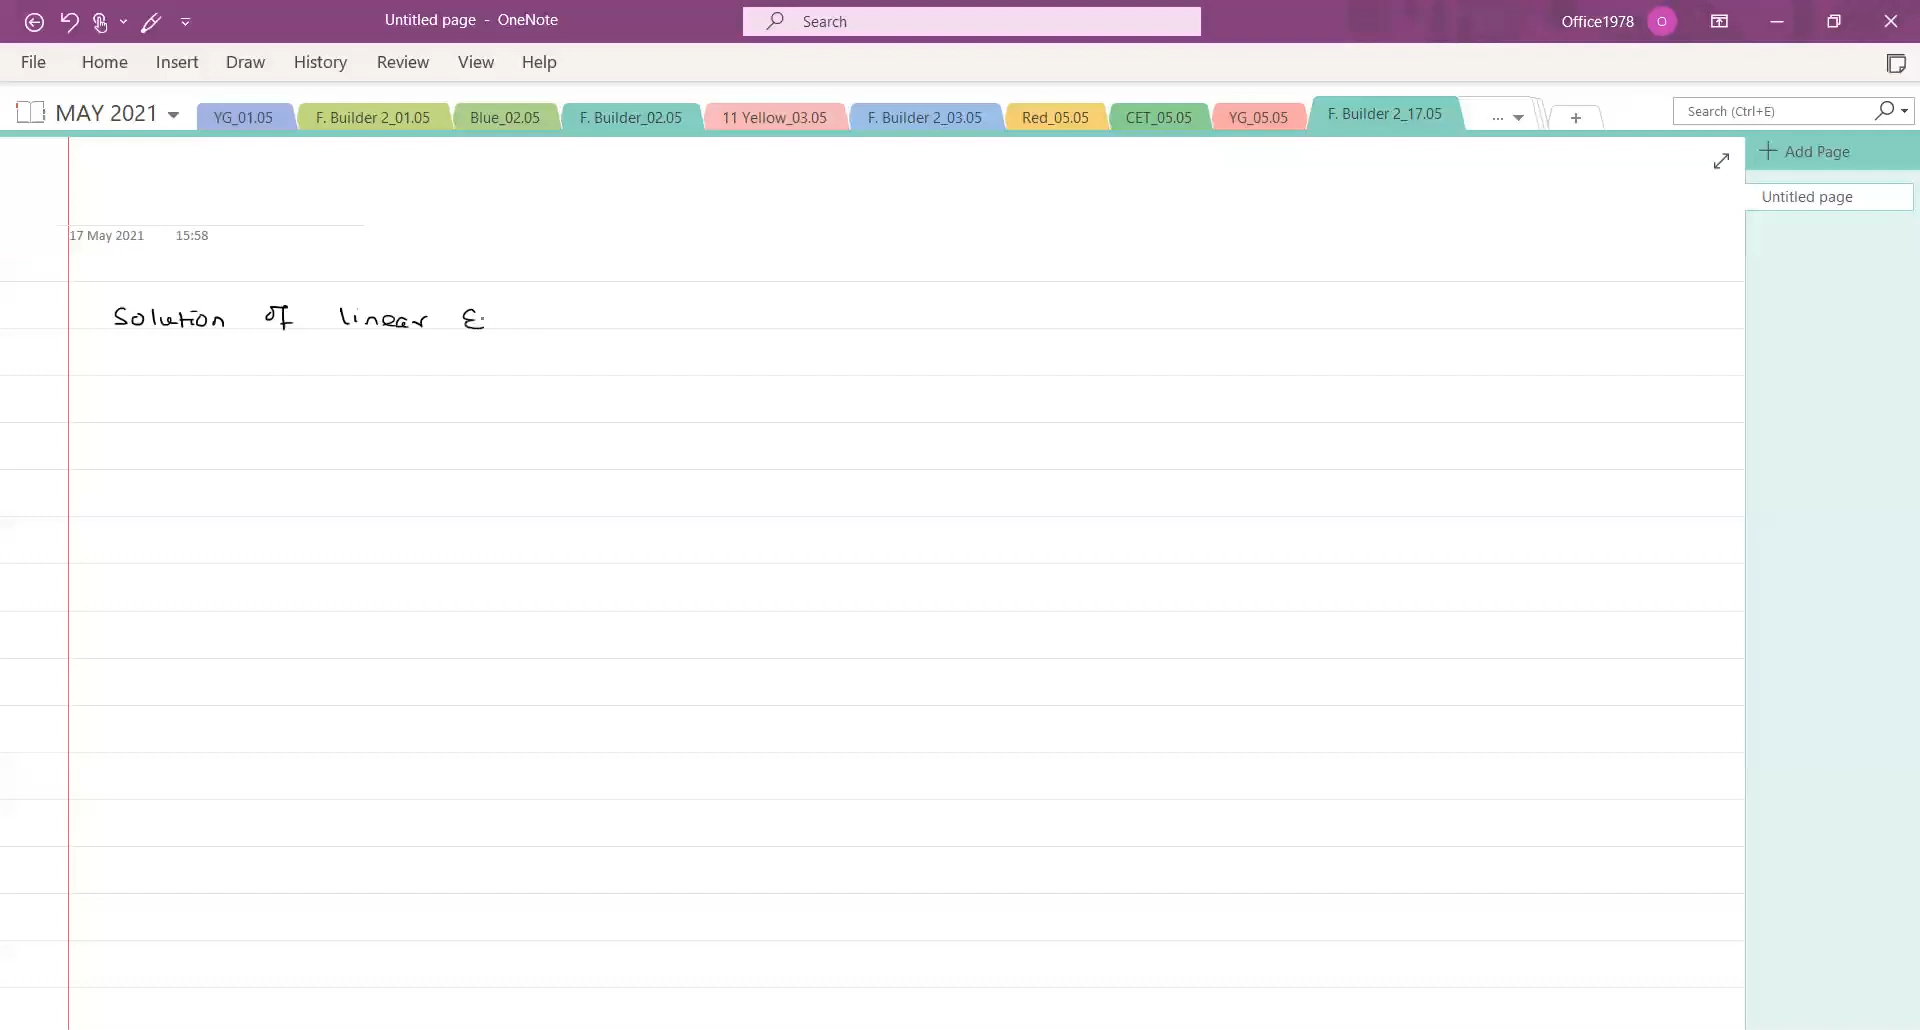 Untitled page - OneNote
Search
Office1978
O
File Home Insert Draw History Review View Help
MAY 2021
YG_01.05
F. Builder 2_01.05
Blue_02.05
F. Builder_02.05
11 Yellow_03.05
F. Builder 2_03.05
Red_05.05
CET_05.05
YG_05.05
F. Builder 2_17.05
...
+
Search (Ctrl+E)
Add Page
Untitled page
17 May 2021 15:58
Solution of linear E